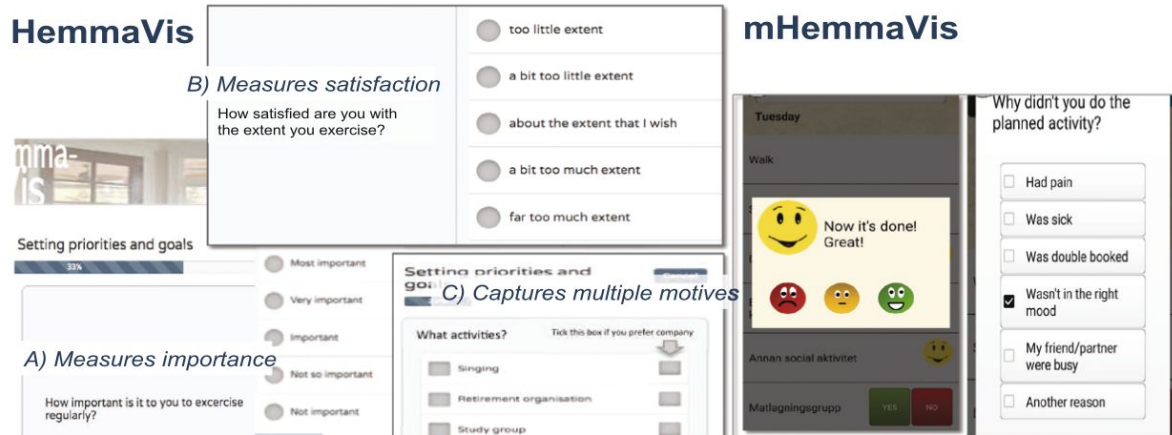 HemmaVis
mma-
is
Setting priorities and goals
33%
A) Measures importance
How important is it to you to excercise
regularly?
Most important
Very important
Important
Not so important
Not important
B) Measures satisfaction
How satisfied are you with
the extent you exercise?
too little extent
a bit too little extent
about the extent that I wish
a bit too much extent
far too much extent
Setting priorities and
C) Captures multiple motives
What activities?
Tick this box if you prefer company
Singing
Retirement organisation
Study group
mHemmaVis
Tuesday
Walk
Now it's done!
Great!
Annan social aktivitet
Matlagningsgrupp
YES
NO
Why didn't you do the
planned activity?
Had pain
Was sick
Was double booked
Wasn't in the right
mood
My friend/partner
were busy
Another reason